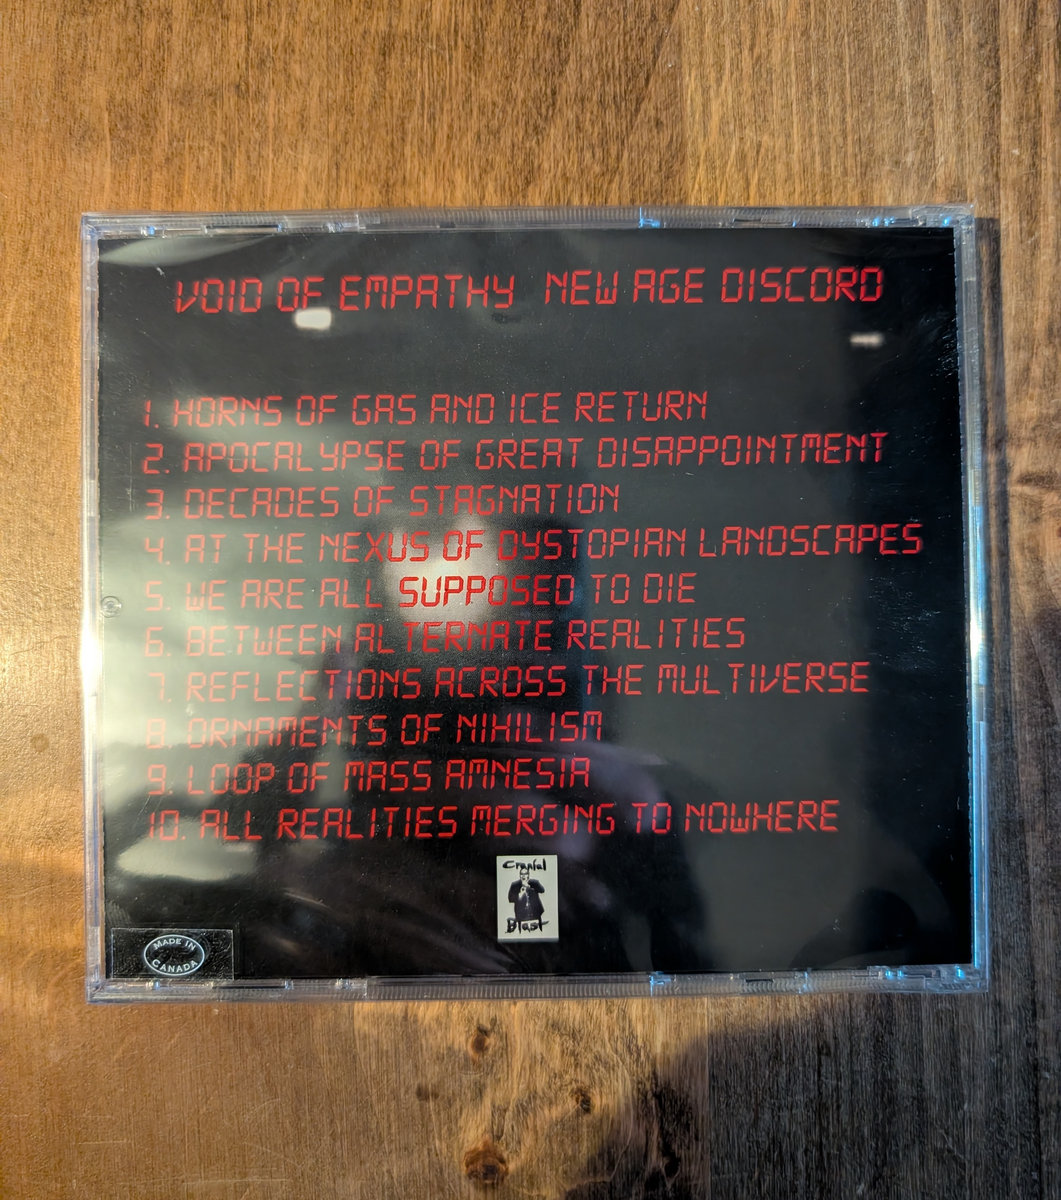 VOID OF EMPATHY NEW AGE DISCORD
1. HORNS OF GAS AND ICE RETURN
2. APOCALYPSE OF GREAT DISAPPOINTMENT
3. DECADES OF STAGNATION
4. AT THE NEXUS OF DYSTOPIAN LANDSCAPES
5. WE ARE ALL SUPPOSED TO DIE
6. BETWEEN ALTERNATE REALITIES
7. REFLECTIONS ACROSS THE MULTIVERSE
8. ORNAMENTS OF NIHILISM
9. LOOP OF MASS AMNESIA
10. ALL REALITIES MERGING TO NOWHERE
Cranial
Blast
MADE IN
CANADA